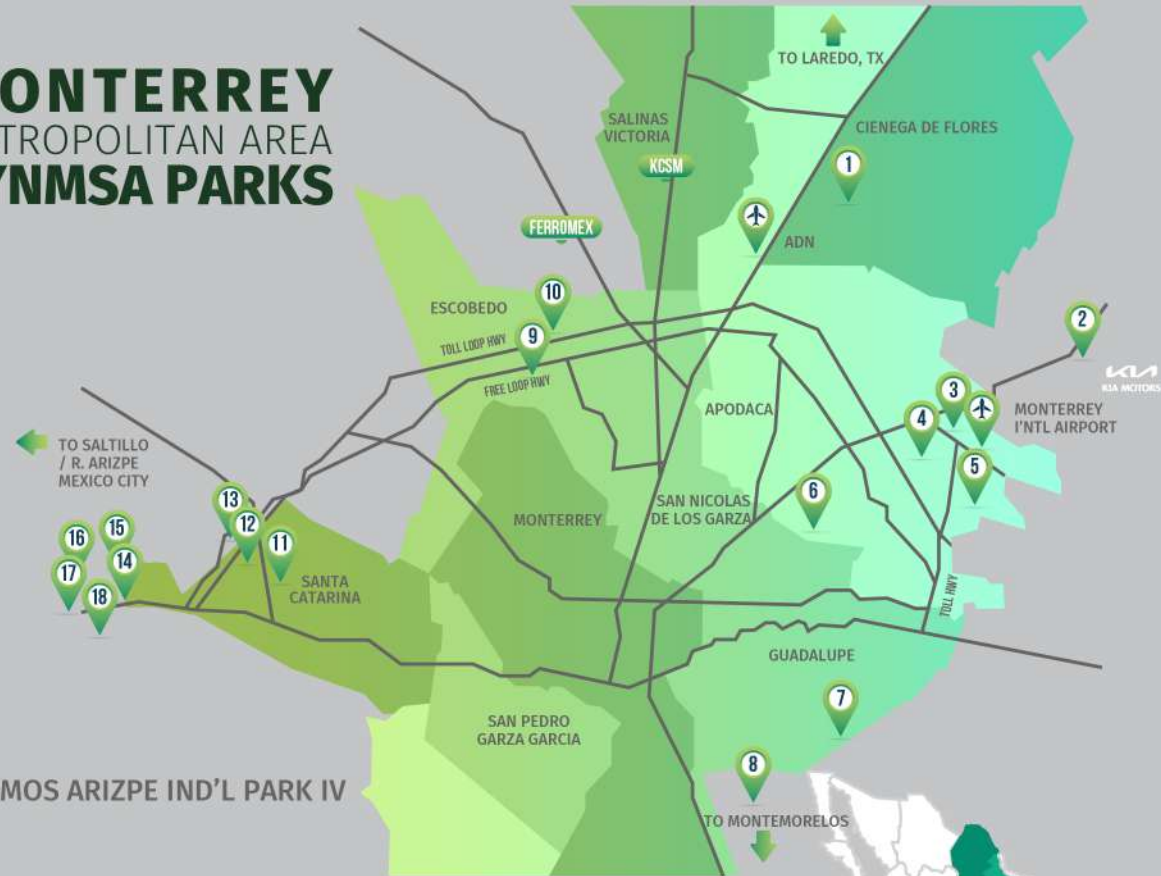 ONTERREY
TROPOLITAN AREA
YNMSA PARKS
TO LAREDO, TX
SALINAS
VICTORIA
CIENEGA DE FLORES
KCSM
1
FERROMEX
ADN
ESCOBEDO
10
9
TOLL LOOP HWY
FREE LOOP HWY
2
KIA
KIA MOTORS
3
4
MONTERREY
I'NTL AIRPORT
APODACA
5
TO SALTILLO
/ R. ARIZPE
MEXICO CITY
6
SAN NICOLAS
DE LOS GARZA
MONTERREY
13
12
11
16
15
14
17
18
SANTA
CATARINA
TOLL HWY
GUADALUPE
7
SAN PEDRO
GARZA GARCIA
8
MOS ARIZPE IND'L PARK IV
TO MONTEMORELOS